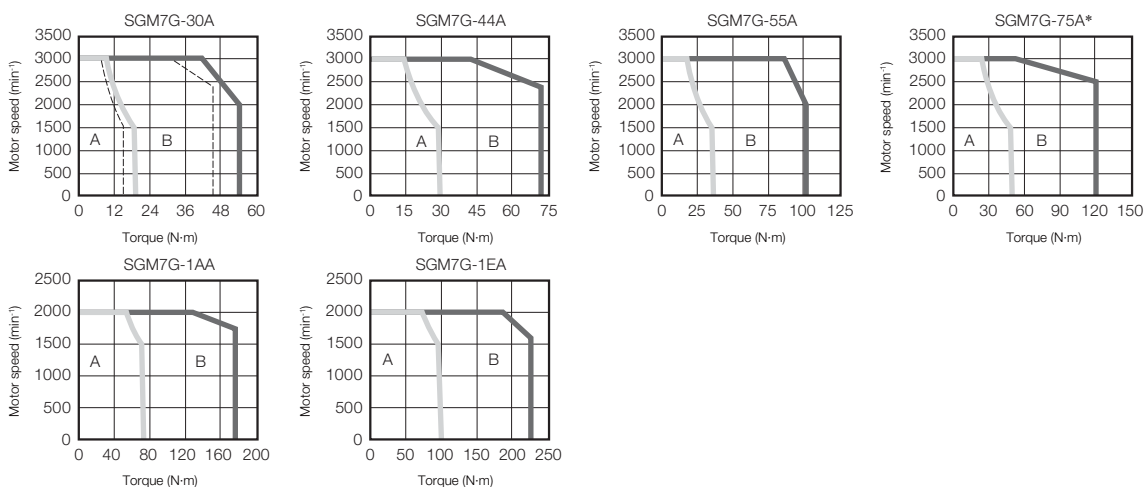 SGM7G-30A
3500
3000
2500
2000
1500
1000
500
0
Motor speed (min⁻¹)
A
B
0 12 24 36 48 60
Torque (N·m)
SGM7G-44A
3500
3000
2500
2000
1500
1000
500
0
Motor speed (min⁻¹)
A
B
0 15 30 45 60 75
Torque (N·m)
SGM7G-55A
3500
3000
2500
2000
1500
1000
500
0
Motor speed (min⁻¹)
A
B
0 25 50 75 100 125
Torque (N·m)
SGM7G-75A*
3500
3000
2500
2000
1500
1000
500
0
Motor speed (min⁻¹)
A
B
0 30 60 90 120 150
Torque (N·m)
SGM7G-1AA
2500
2000
1500
1000
500
0
Motor speed (min⁻¹)
A
B
0 40 80 120 160 200
Torque (N·m)
SGM7G-1EA
2500
2000
1500
1000
500
0
Motor speed (min⁻¹)
A
B
0 50 100 150 200 250
Torque (N·m)